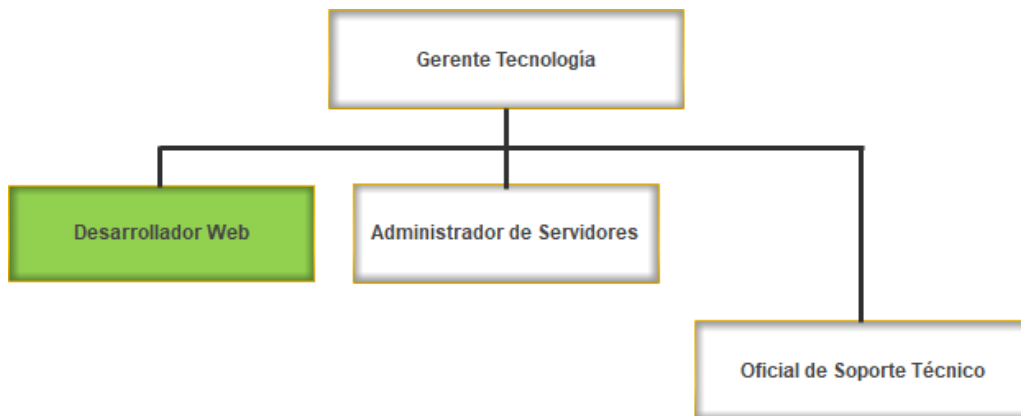 Gerente Tecnología
Desarrollador Web
Administrador de Servidores
Oficial de Soporte Técnico